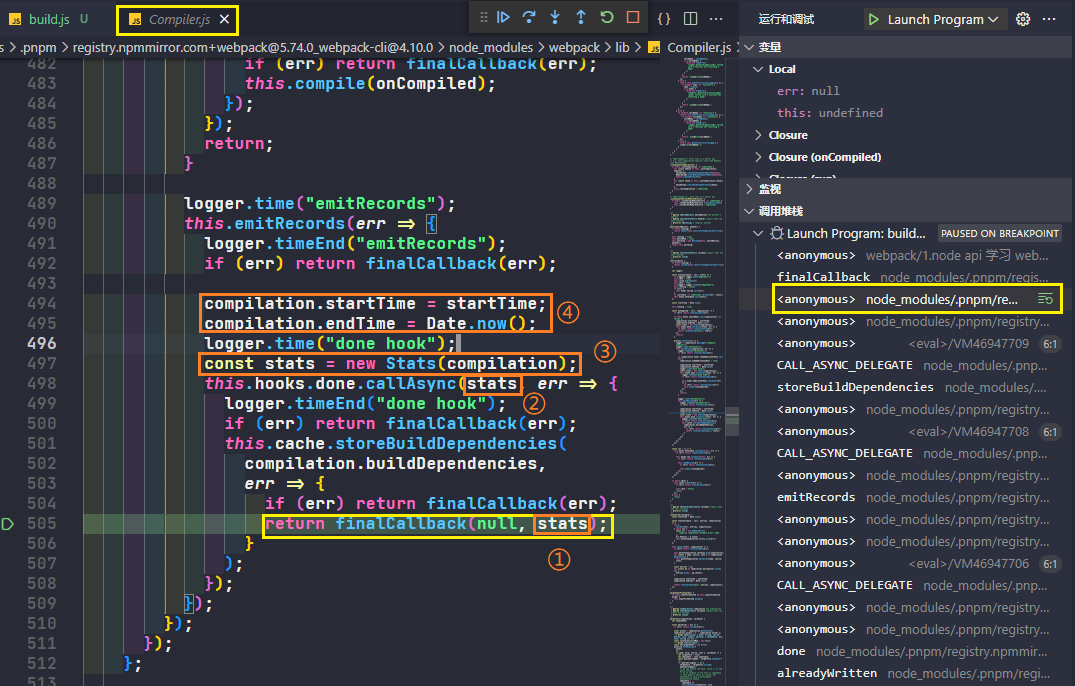 JS build.js U
JS Compiler.js ×
s > .pnpm > registry.npmmirror.com+webpack@5.74.0_webpack-cli@4.10.0 > node_modules > webpack > lib > JS Compiler.js >
482 if (err) return finalCallback(err);
483 this.compile(onCompiled);
484 });
485 });
486 return;
487 }
488
489 logger.time("emitRecords");
490 this.emitRecords(err => {
491 logger.timeEnd("emitRecords");
492 if (err) return finalCallback(err);
493
494 compilation.startTime = startTime;
495 compilation.endTime = Date.now();
④
496 logger.time("done hook");
497 const stats = new Stats(compilation);
③
498 this.hooks.done.callAsync(stats, err => {
499 logger.timeEnd("done hook");
②
500 if (err) return finalCallback(err);
501 this.cache.storeBuildDependencies(
502 compilation.buildDependencies,
503 err => {
504 if (err) return finalCallback(err);
505 return finalCallback(null, stats);
506 }
①
507 );
508 });
509 });
510 });
511 });
512 };
513
运行和调试
Launch Program
变量
Local
err: null
this: undefined
Closure
Closure (onCompiled)
Closure (run)
监视
调用堆栈
Launch Program: build... PAUSED ON BREAKPOINT
<anonymous> webpack/1.node api 学习 web...
finalCallback node_modules/.pnpm/regis...
<anonymous> node_modules/.pnpm/re...
<anonymous> node_modules/.pnpm/registry...
<anonymous> <eval>/VM46947709 6:1
CALL_ASYNC_DELEGATE node_modules/.pn...
storeBuildDependencies node_modules/....
<anonymous> node_modules/.pnpm/registry...
<anonymous> <eval>/VM46947708 6:1
CALL_ASYNC_DELEGATE node_modules/.pn...
<anonymous> node_modules/.pnpm/registry...
emitRecords node_modules/.pnpm/registry...
<anonymous> node_modules/.pnpm/registry...
<anonymous> node_modules/.pnpm/registry...
<anonymous> <eval>/VM46947706 6:1
CALL_ASYNC_DELEGATE node_modules/.pn...
<anonymous> node_modules/.pnpm/registry...
<anonymous> node_modules/.pnpm/registry...
done node_modules/.pnpm/registry.npmmir...
alreadyWritten node_modules/.pnpm/regi...